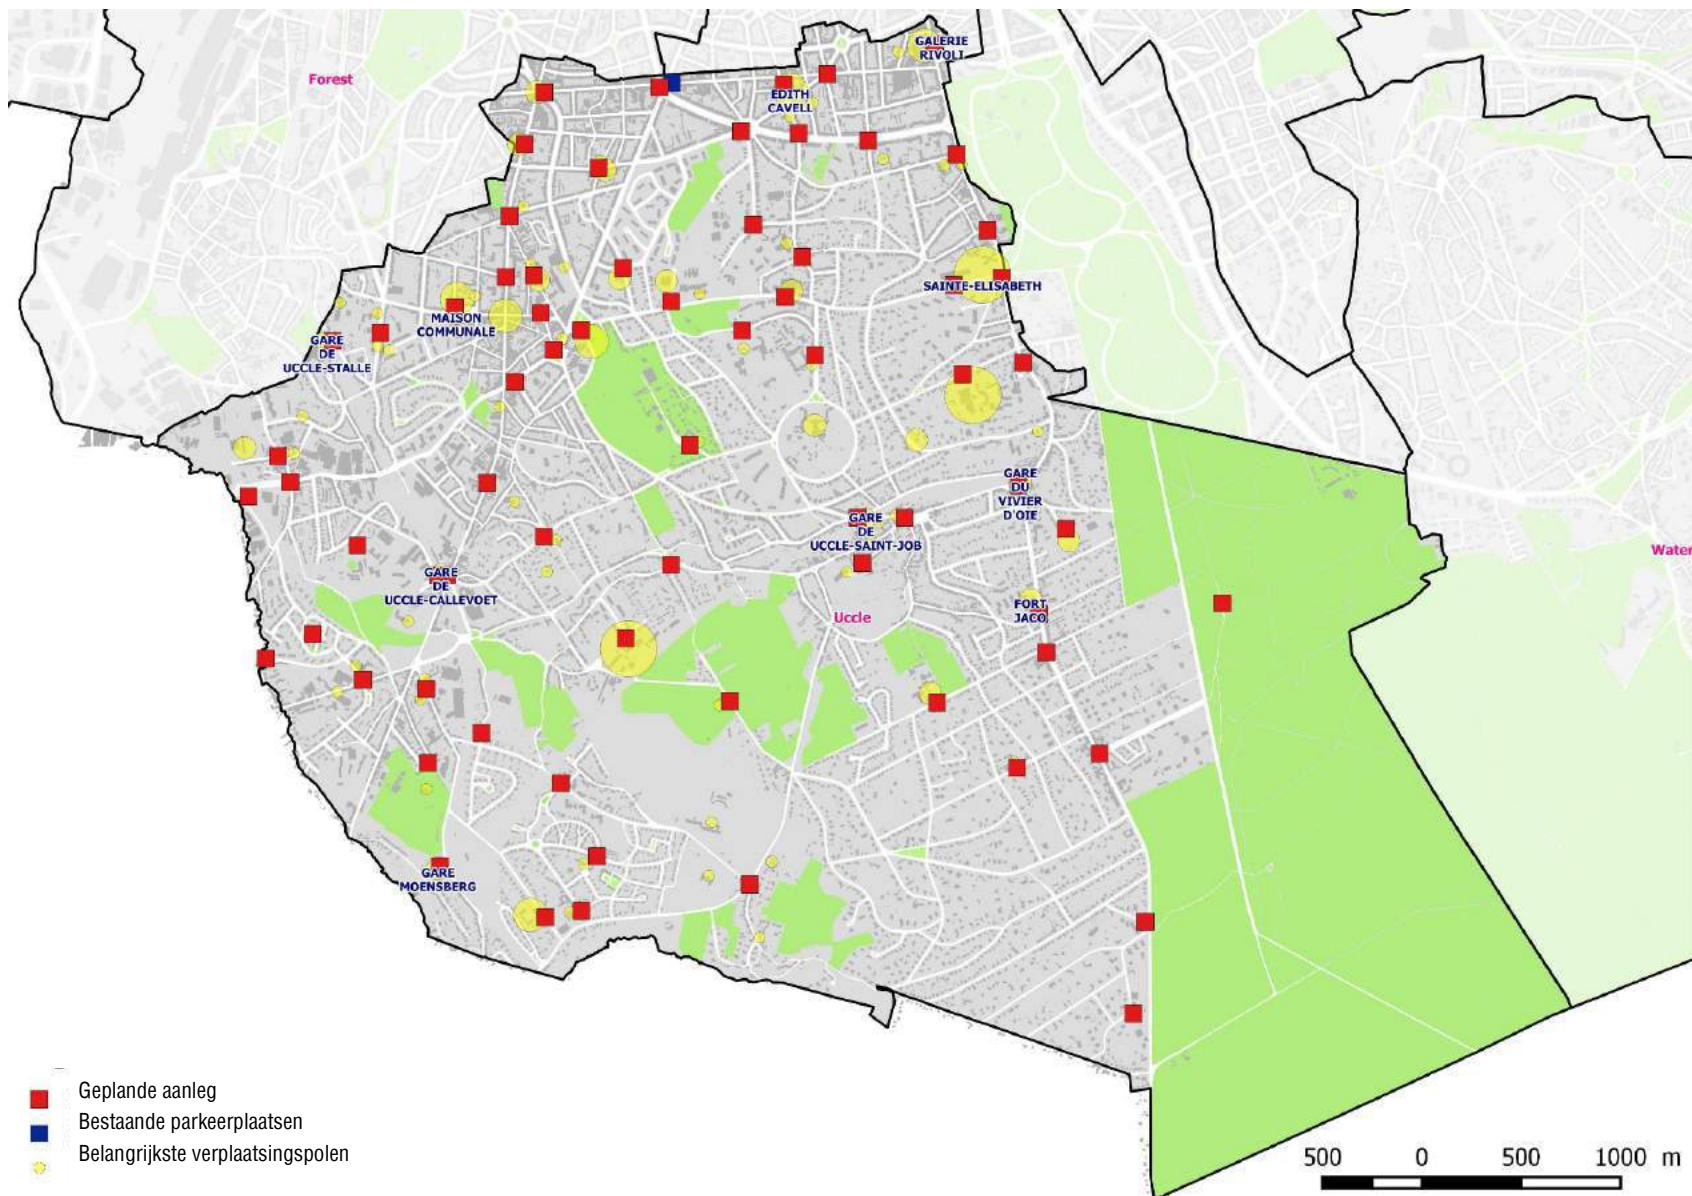 GALERIE
RIVOLI
Forest
EDITH
CAVELL
SAINTE-ELISABETH
MAISON
COMMUNALE
GARE
DE
UCCLE-STALLE
GARE
DU
VIVIER
D'OIE
GARE
DE
UCCLE-SAINT-JOB
Water
GARE
DE
UCCLE-CALLEVOET
FORT
JACO
Uccle
GARE
MOENSBERG
Geplande aanleg
Bestaande parkeerplaatsen
Belangrijkste verplaatsingspolen
500 0 500 1000 m